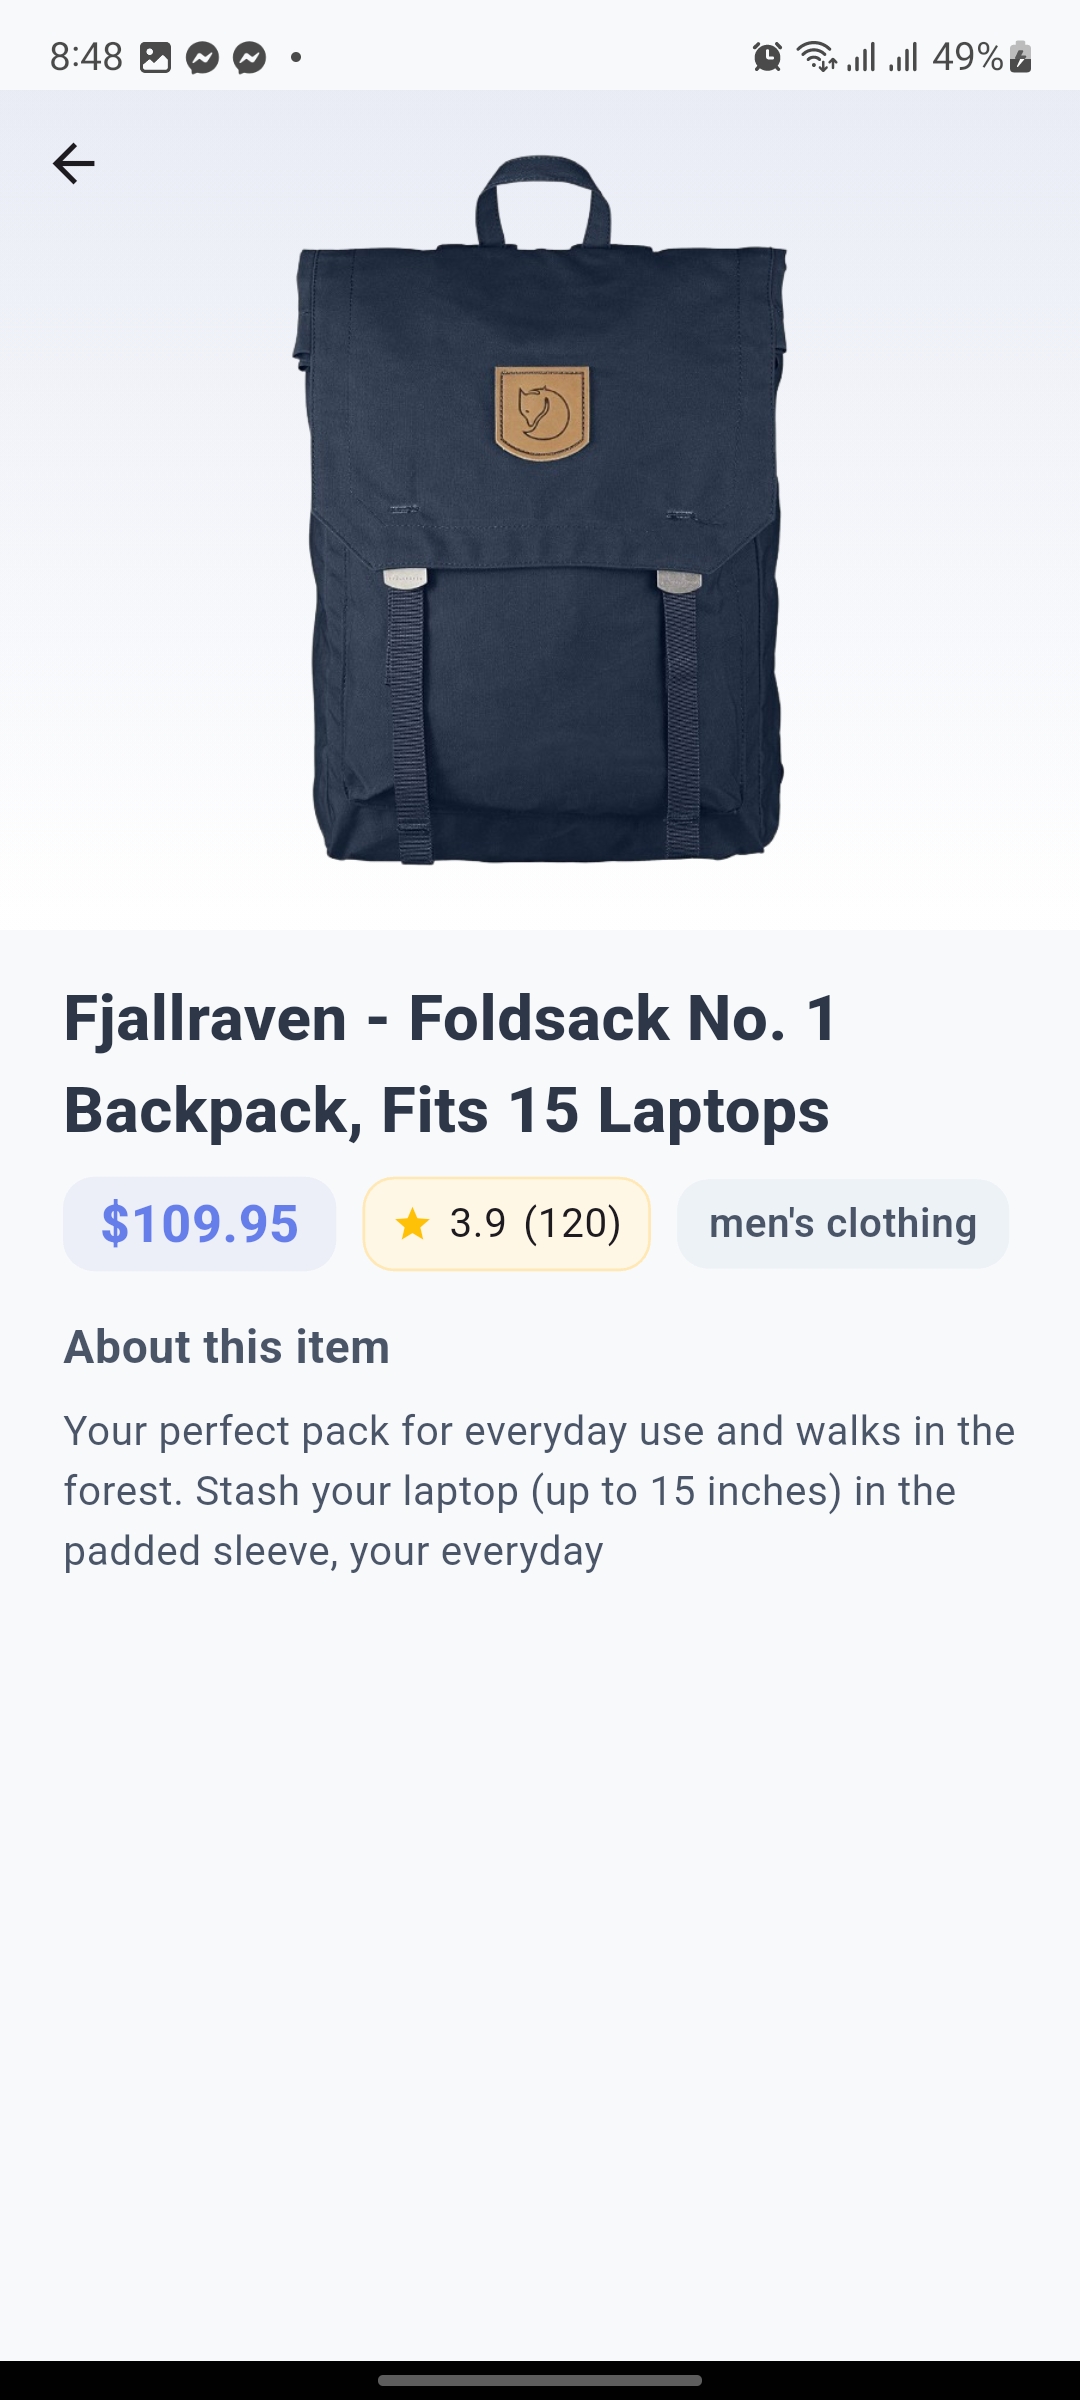 8:48
49%
Fjallraven - Foldsack No. 1
Backpack, Fits 15 Laptops
$109.95
3.9 (120)
men's clothing
About this item
Your perfect pack for everyday use and walks in the
forest. Stash your laptop (up to 15 inches) in the
padded sleeve, your everyday